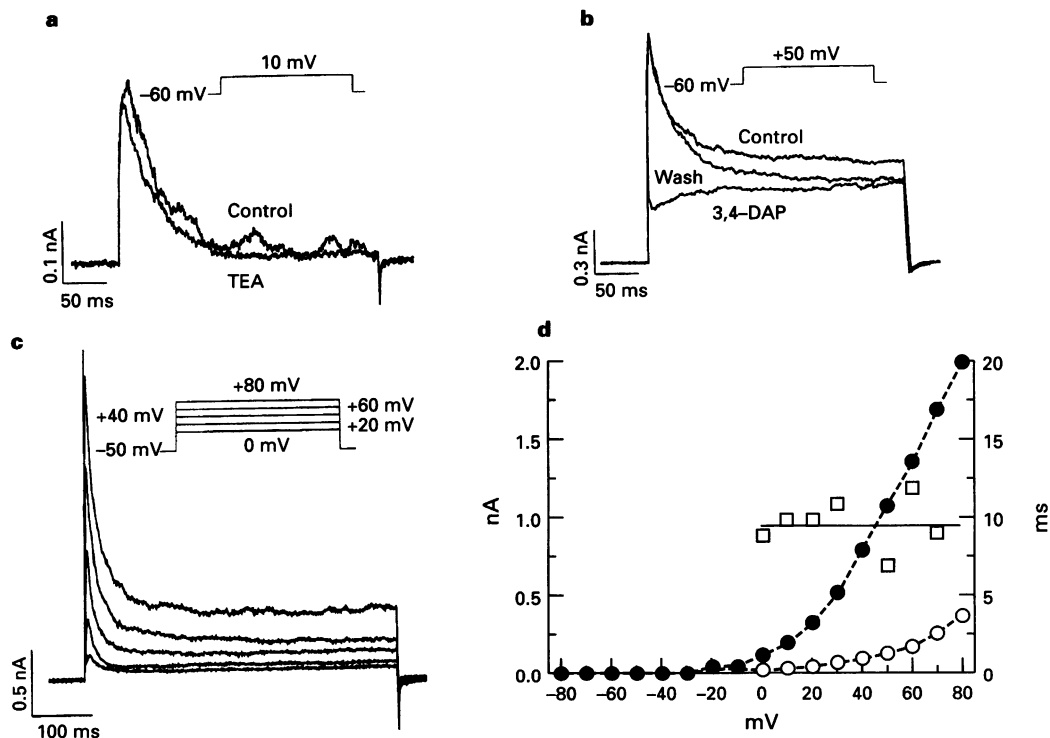 a
10 mV
–60 mV
Control
TEA
0.1 nA
50 ms
b
+50 mV
–60 mV
Control
Wash
3,4–DAP
0.3 nA
50 ms
c
+80 mV
+40 mV
+60 mV
+20 mV
–50 mV
0 mV
0.5 nA
100 ms
d
2.0
1.5
1.0
0.5
0.0
nA
20
15
10
5
0
ms
–80 –60 –40 –20 0 20 40 60 80
mV